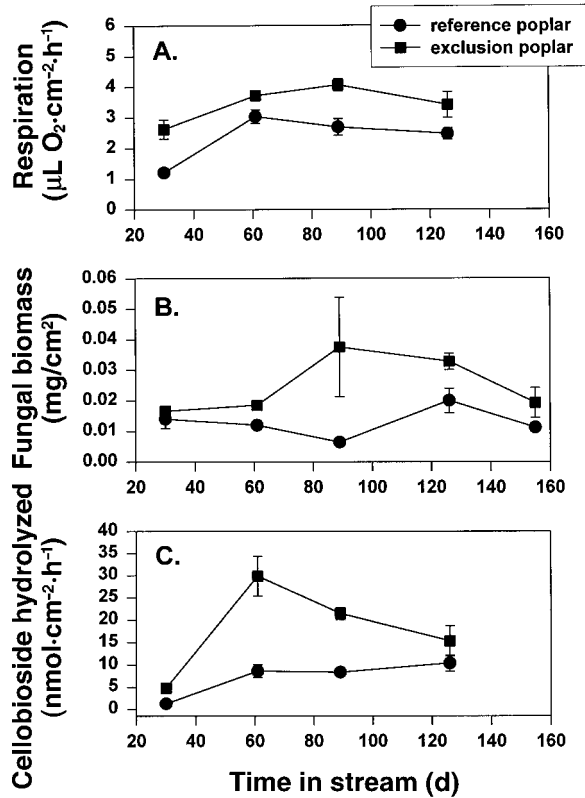 reference poplar
exclusion poplar
A.
Respiration
(μL O₂·cm⁻²·h⁻¹)
6
5
4
3
2
1
0
20 40 60 80 100 120 140 160
B.
Fungal biomass
(mg/cm²)
0.06
0.05
0.04
0.03
0.02
0.01
0.00
20 40 60 80 100 120 140 160
C.
Cellobioside hydrolyzed
(nmol·cm⁻²·h⁻¹)
40
35
30
25
20
15
10
5
0
20 40 60 80 100 120 140 160
Time in stream (d)